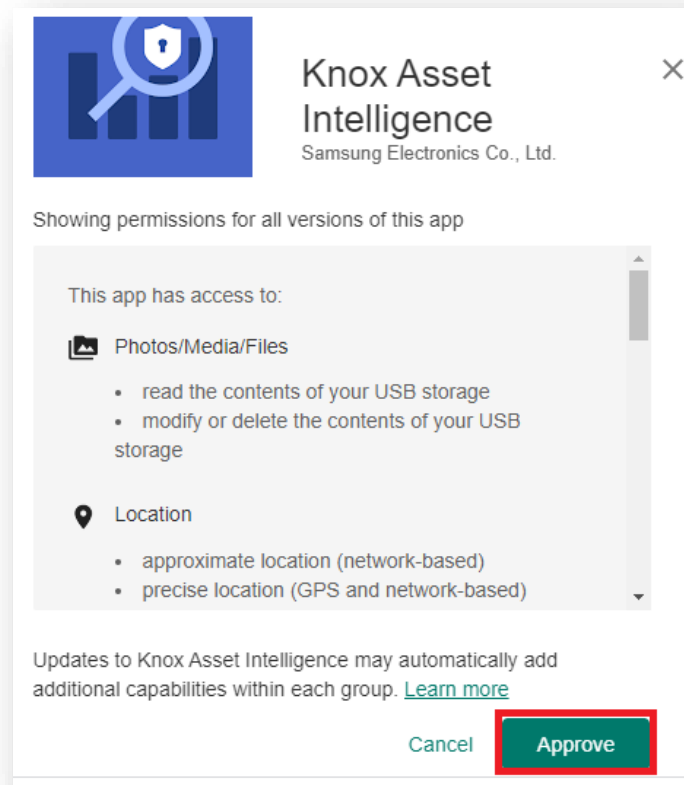 Knox Asset
Intelligence
Samsung Electronics Co., Ltd.
Showing permissions for all versions of this app
This app has access to:
Photos/Media/Files
• read the contents of your USB storage
• modify or delete the contents of your USB
storage
Location
• approximate location (network-based)
• precise location (GPS and network-based)
Updates to Knox Asset Intelligence may automatically add
additional capabilities within each group. Learn more
Cancel Approve